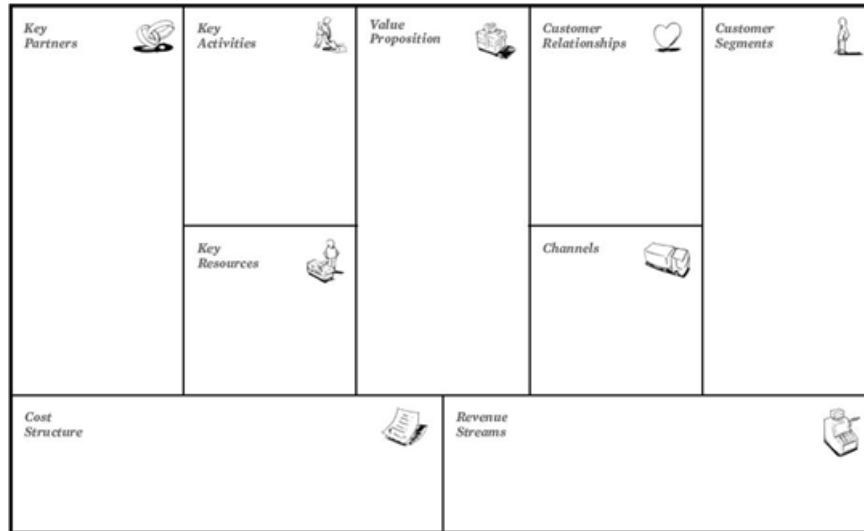 Key
Partners
Key
Activities
Value
Proposition
Customer
Relationships
Customer
Segments
Key
Resources
Channels
Cost
Structure
Revenue
Streams